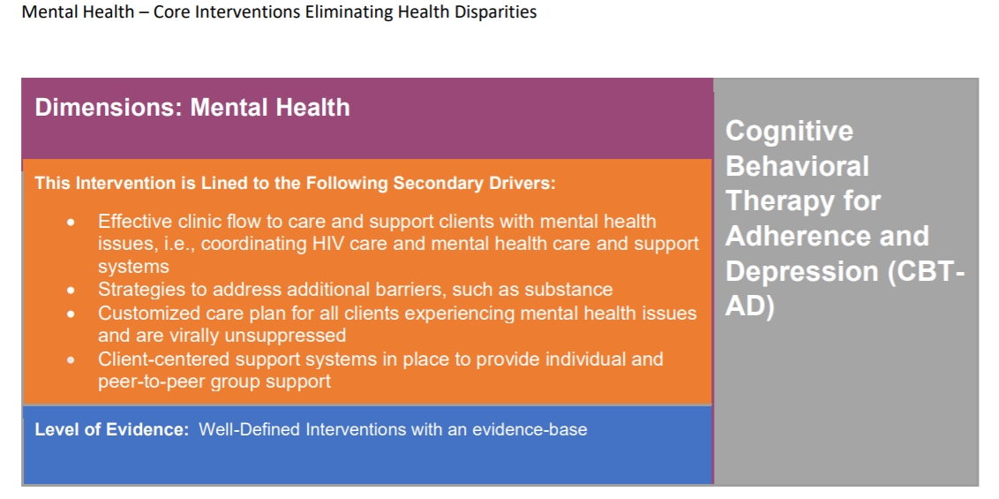 Mental Health – Core Interventions Eliminating Health Disparities
Dimensions: Mental Health
This Intervention is Lined to the Following Secondary Drivers:
• Effective clinic flow to care and support clients with mental health
issues, i.e., coordinating HIV care and mental health care and support
systems
• Strategies to address additional barriers, such as substance
• Customized care plan for all clients experiencing mental health issues
and are virally unsuppressed
• Client-centered support systems in place to provide individual and
peer-to-peer group support
Level of Evidence: Well-Defined Interventions with an evidence-base
Cognitive
Behavioral
Therapy for
Adherence and
Depression (CBT-
AD)